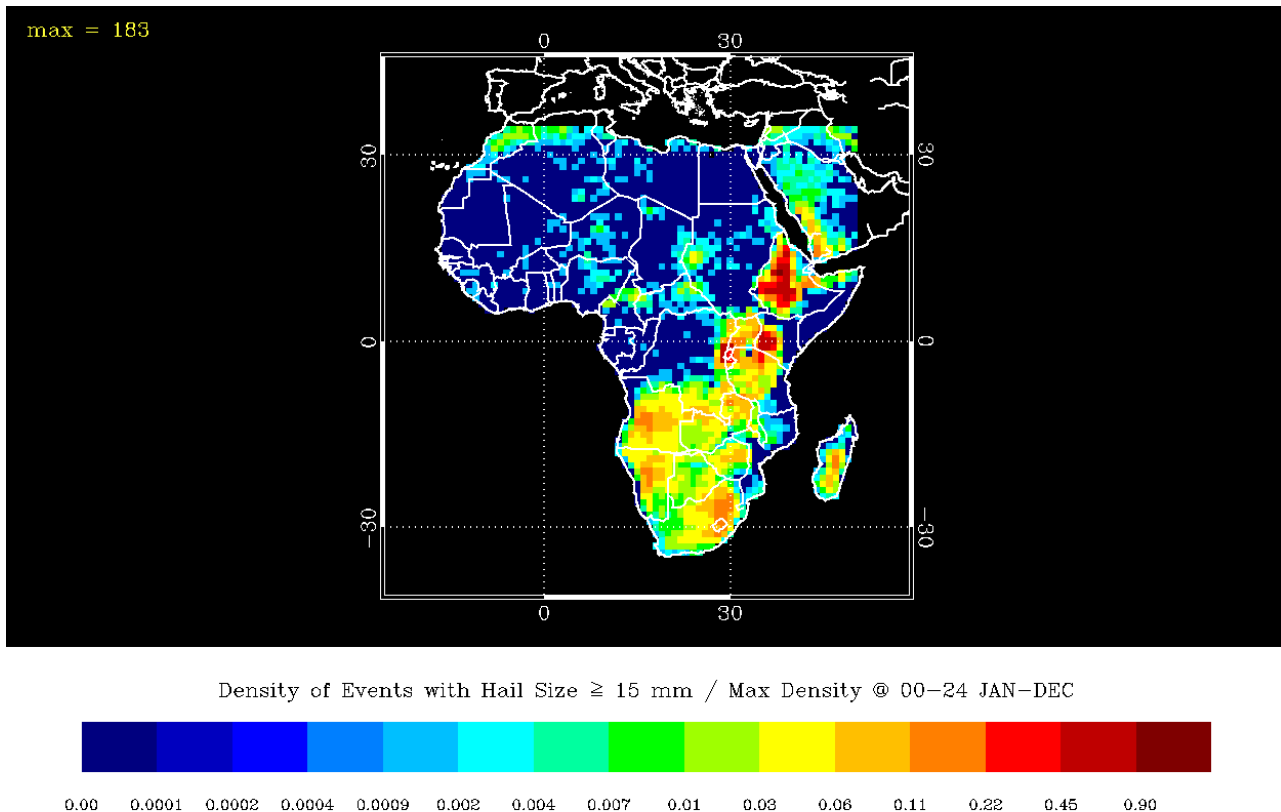 max = 183
0 30
30 30
0 0
-30 -30
0 30
Density of Events with Hail Size ≧ 15 mm / Max Density @ 00-24 JAN-DEC
0.00 0.0001 0.0002 0.0004 0.0009 0.002 0.004 0.007 0.01 0.03 0.06 0.11 0.22 0.45 0.90